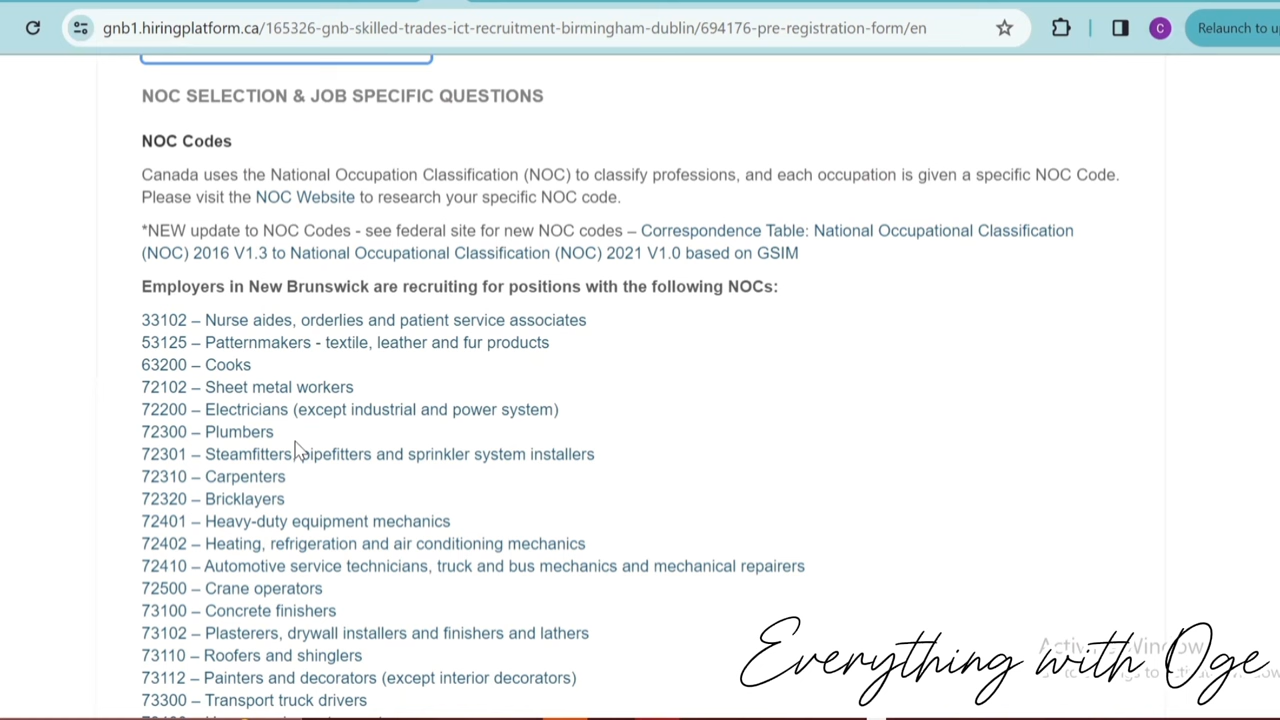 gnb1.hiringplatform.ca/165326-gnb-skilled-trades-ict-recruitment-birmingham-dublin/694176-pre-registration-form/en
C
Relaunch to u
NOC SELECTION & JOB SPECIFIC QUESTIONS
NOC Codes
Canada uses the National Occupation Classification (NOC) to classify professions, and each occupation is given a specific NOC Code.
Please visit the NOC Website to research your specific NOC code.
*NEW update to NOC Codes - see federal site for new NOC codes – Correspondence Table: National Occupational Classification
(NOC) 2016 V1.3 to National Occupational Classification (NOC) 2021 V1.0 based on GSIM
Employers in New Brunswick are recruiting for positions with the following NOCs:
33102 – Nurse aides, orderlies and patient service associates
53125 – Patternmakers - textile, leather and fur products
63200 – Cooks
72102 – Sheet metal workers
72200 – Electricians (except industrial and power system)
72300 – Plumbers
72301 – Steamfitters, pipefitters and sprinkler system installers
72310 – Carpenters
72320 – Bricklayers
72401 – Heavy-duty equipment mechanics
72402 – Heating, refrigeration and air conditioning mechanics
72410 – Automotive service technicians, truck and bus mechanics and mechanical repairers
72500 – Crane operators
73100 – Concrete finishers
73102 – Plasterers, drywall installers and finishers and lathers
73110 – Roofers and shinglers
73112 – Painters and decorators (except interior decorators)
73300 – Transport truck drivers
Everything with Oge